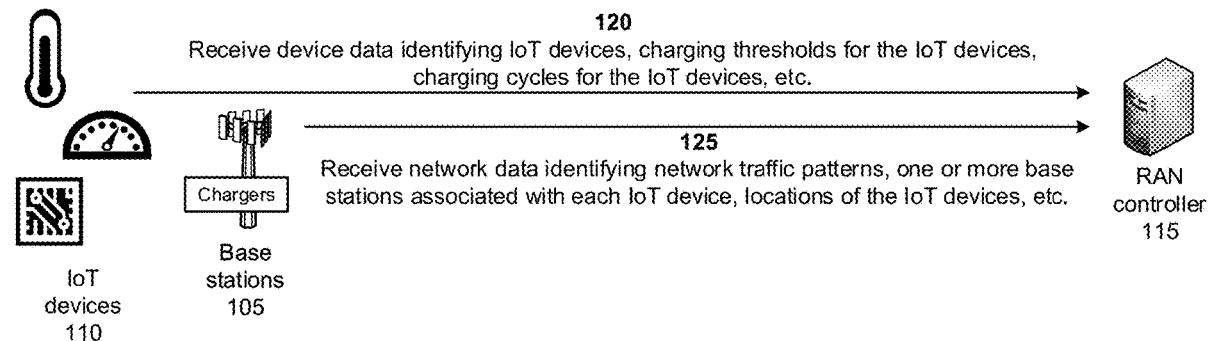 120
Receive device data identifying IoT devices, charging thresholds for the IoT devices,
charging cycles for the IoT devices, etc.
125
Receive network data identifying network traffic patterns, one or more base
stations associated with each IoT device, locations of the IoT devices, etc.
Chargers
IoT
devices
110
Base
stations
105
RAN
controller
115